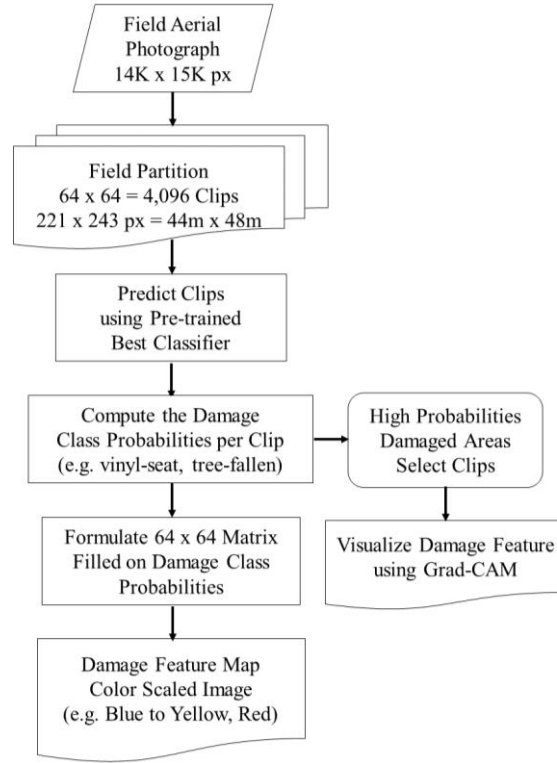 Field Aerial
Photograph
14K x 15K px
Field Partition
64 x 64 = 4,096 Clips
221 x 243 px = 44m x 48m
Predict Clips
using Pre-trained
Best Classifier
Compute the Damage
Class Probabilities per Clip
(e.g. vinyl-seat, tree-fallen)
High Probabilities
Damaged Areas
Select Clips
Formulate 64 x 64 Matrix
Filled on Damage Class
Probabilities
Visualize Damage Feature
using Grad-CAM
Damage Feature Map
Color Scaled Image
(e.g. Blue to Yellow, Red)